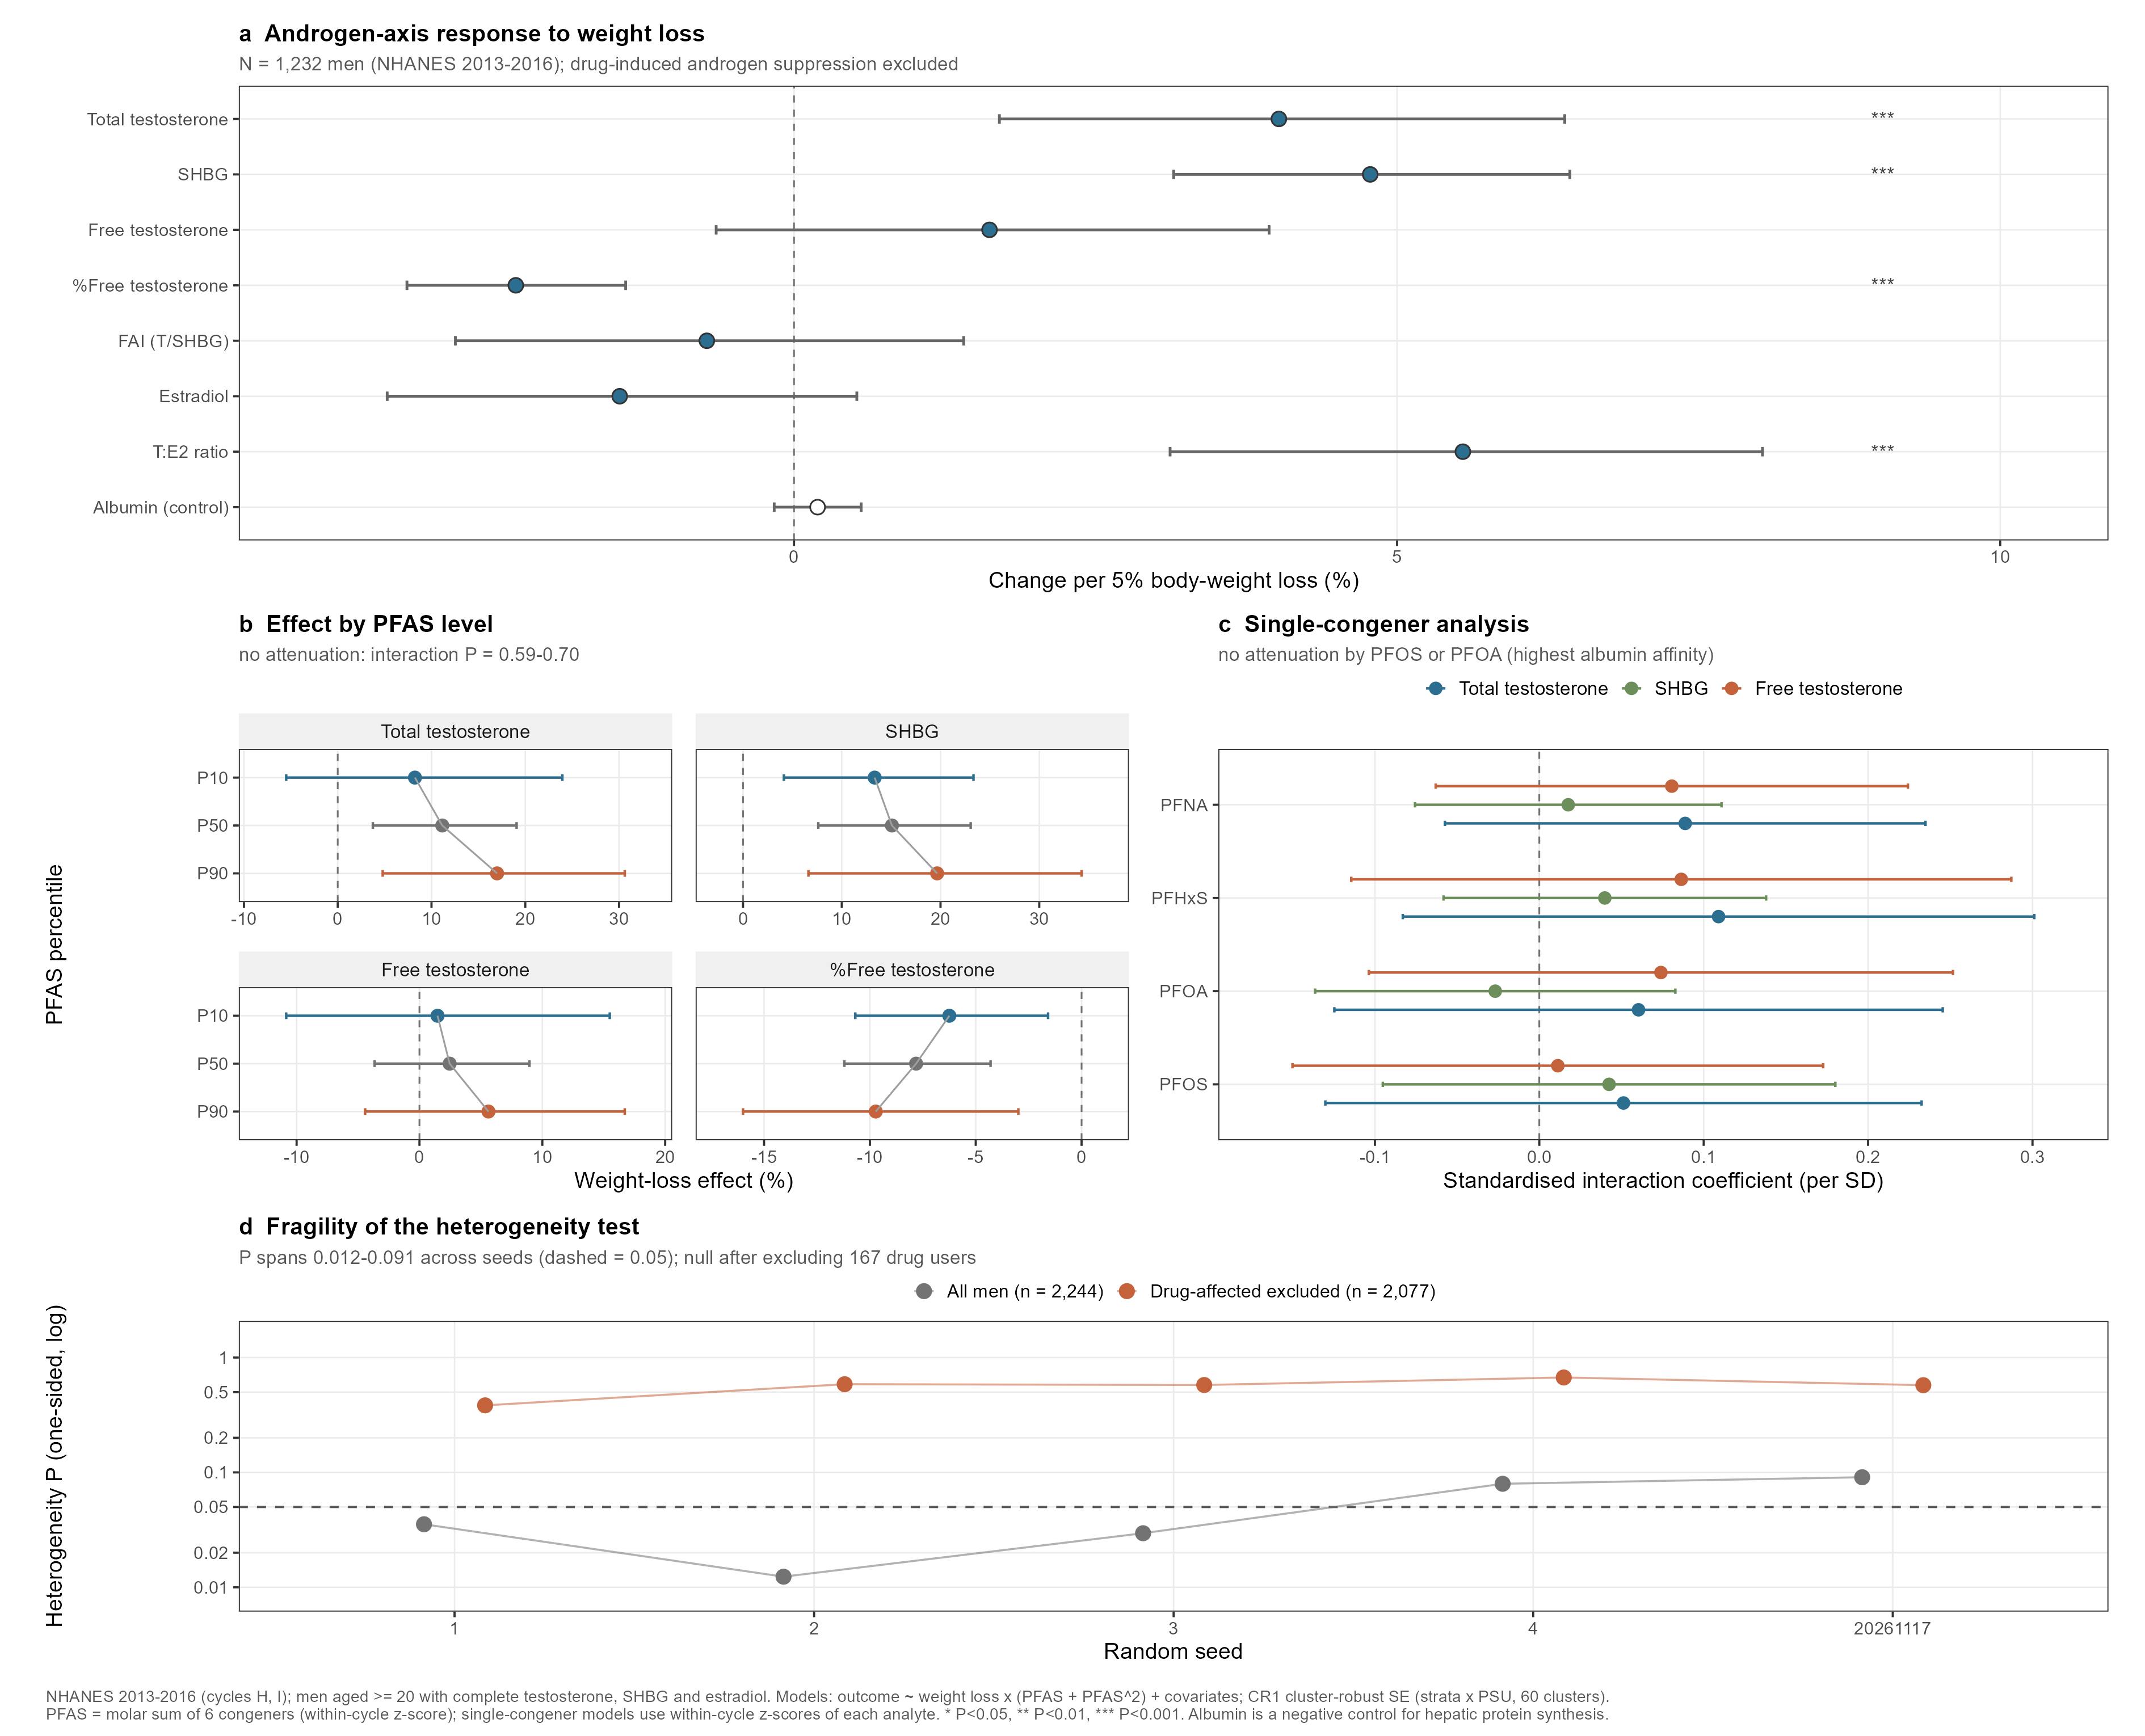 a Androgen-axis response to weight loss
N = 1,232 men (NHANES 2013-2016); drug-induced androgen suppression excluded
Total testosterone
***
SHBG
***
Free testosterone
%Free testosterone
***
FAI (T/SHBG)
Estradiol
T:E2 ratio
***
Albumin (control)
0 5 10
Change per 5% body-weight loss (%)
b Effect by PFAS level
no attenuation: interaction P = 0.59-0.70
PFAS percentile
Total testosterone
P10
P50
P90
-10 0 10 20 30
SHBG
0 10 20 30
Free testosterone
P10
P50
P90
-10 0 10 20
%Free testosterone
-15 -10 -5 0
Weight-loss effect (%)
c Single-congener analysis
no attenuation by PFOS or PFOA (highest albumin affinity)
Total testosterone SHBG Free testosterone
PFNA
PFHxS
PFOA
PFOS
-0.1 0.0 0.1 0.2 0.3
Standardised interaction coefficient (per SD)
d Fragility of the heterogeneity test
P spans 0.012-0.091 across seeds (dashed = 0.05); null after excluding 167 drug users
All men (n = 2,244) Drug-affected excluded (n = 2,077)
Heterogeneity P (one-sided, log)
1
0.5
0.2
0.1
0.05
0.02
0.01
1 2 3 4 20261117
Random seed
NHANES 2013-2016 (cycles H, I); men aged >= 20 with complete testosterone, SHBG and estradiol. Models: outcome ~ weight loss x (PFAS + PFAS^2) + covariates; CR1 cluster-robust SE (strata x PSU, 60 clusters).
PFAS = molar sum of 6 congeners (within-cycle z-score); single-congener models use within-cycle z-scores of each analyte. * P<0.05, ** P<0.01, *** P<0.001. Albumin is a negative control for hepatic protein synthesis.